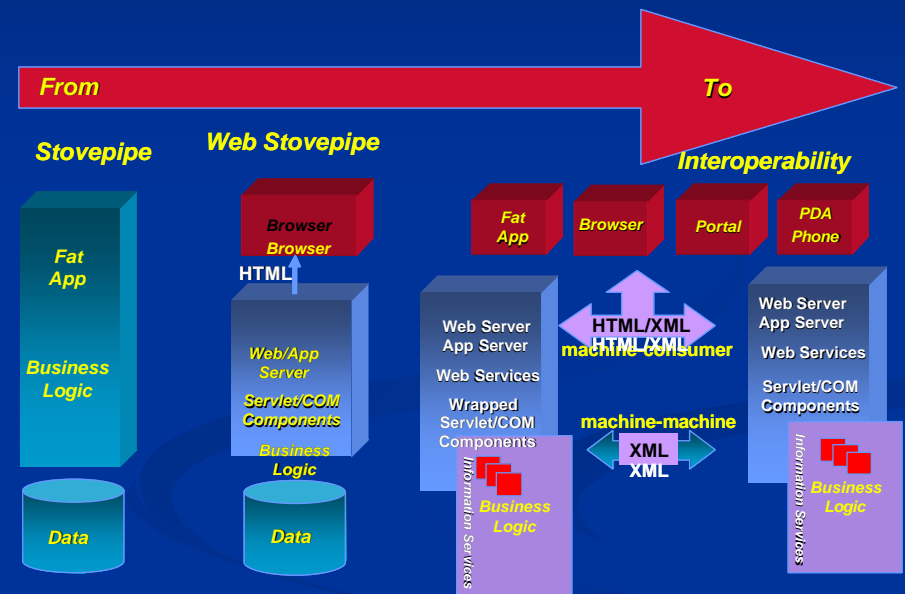 From
To
Stovepipe
Web Stovepipe
Interoperability
Fat
App
Business
Logic
Data
Browser
Browser
HTML
Web/App
Server
Servlet/COM
Components
Business
Logic
Data
Fat
App
Browser
Portal
PDA
Phone
Web Server
App Server
Web Services
Wrapped
Servlet/COM
Components
Information Services
Business
Logic
HTML/XML
HTML/XML
machine-consumer
machine-machine
XML
XML
Web Server
App Server
Web Services
Servlet/COM
Components
Information Services
Business
Logic